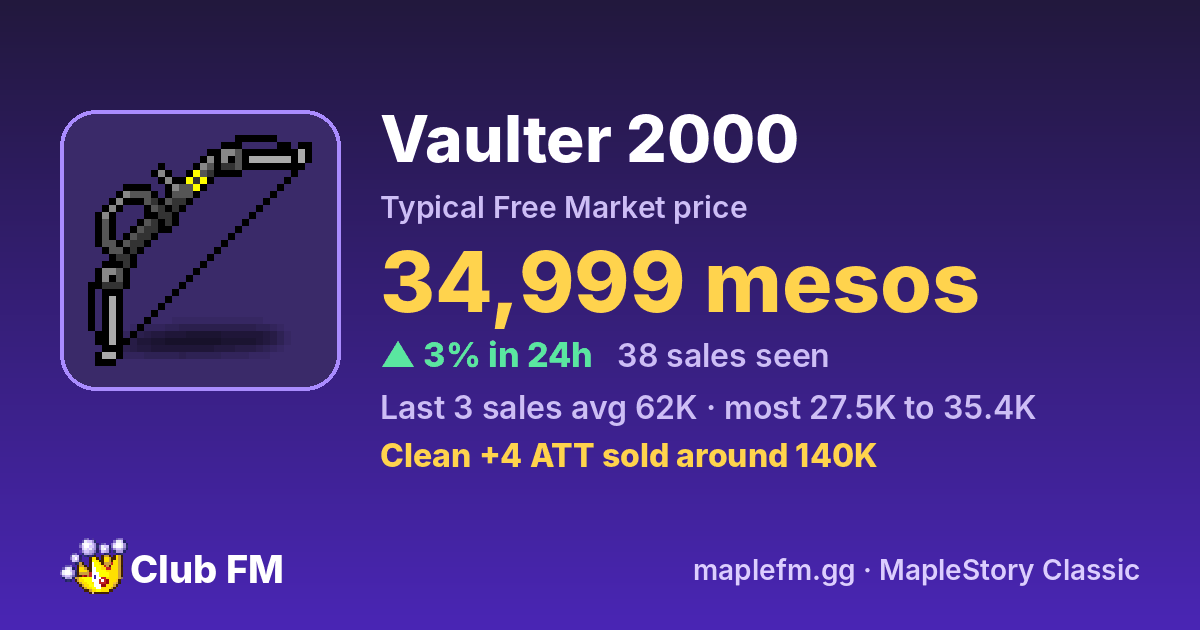 Vaulter 2000
Typical Free Market price
34,999 mesos
▲ 3% in 24h 38 sales seen
Last 3 sales avg 62K · most 27.5K to 35.4K
Clean +4 ATT sold around 140K
Club FM
maplefm.gg · MapleStory Classic